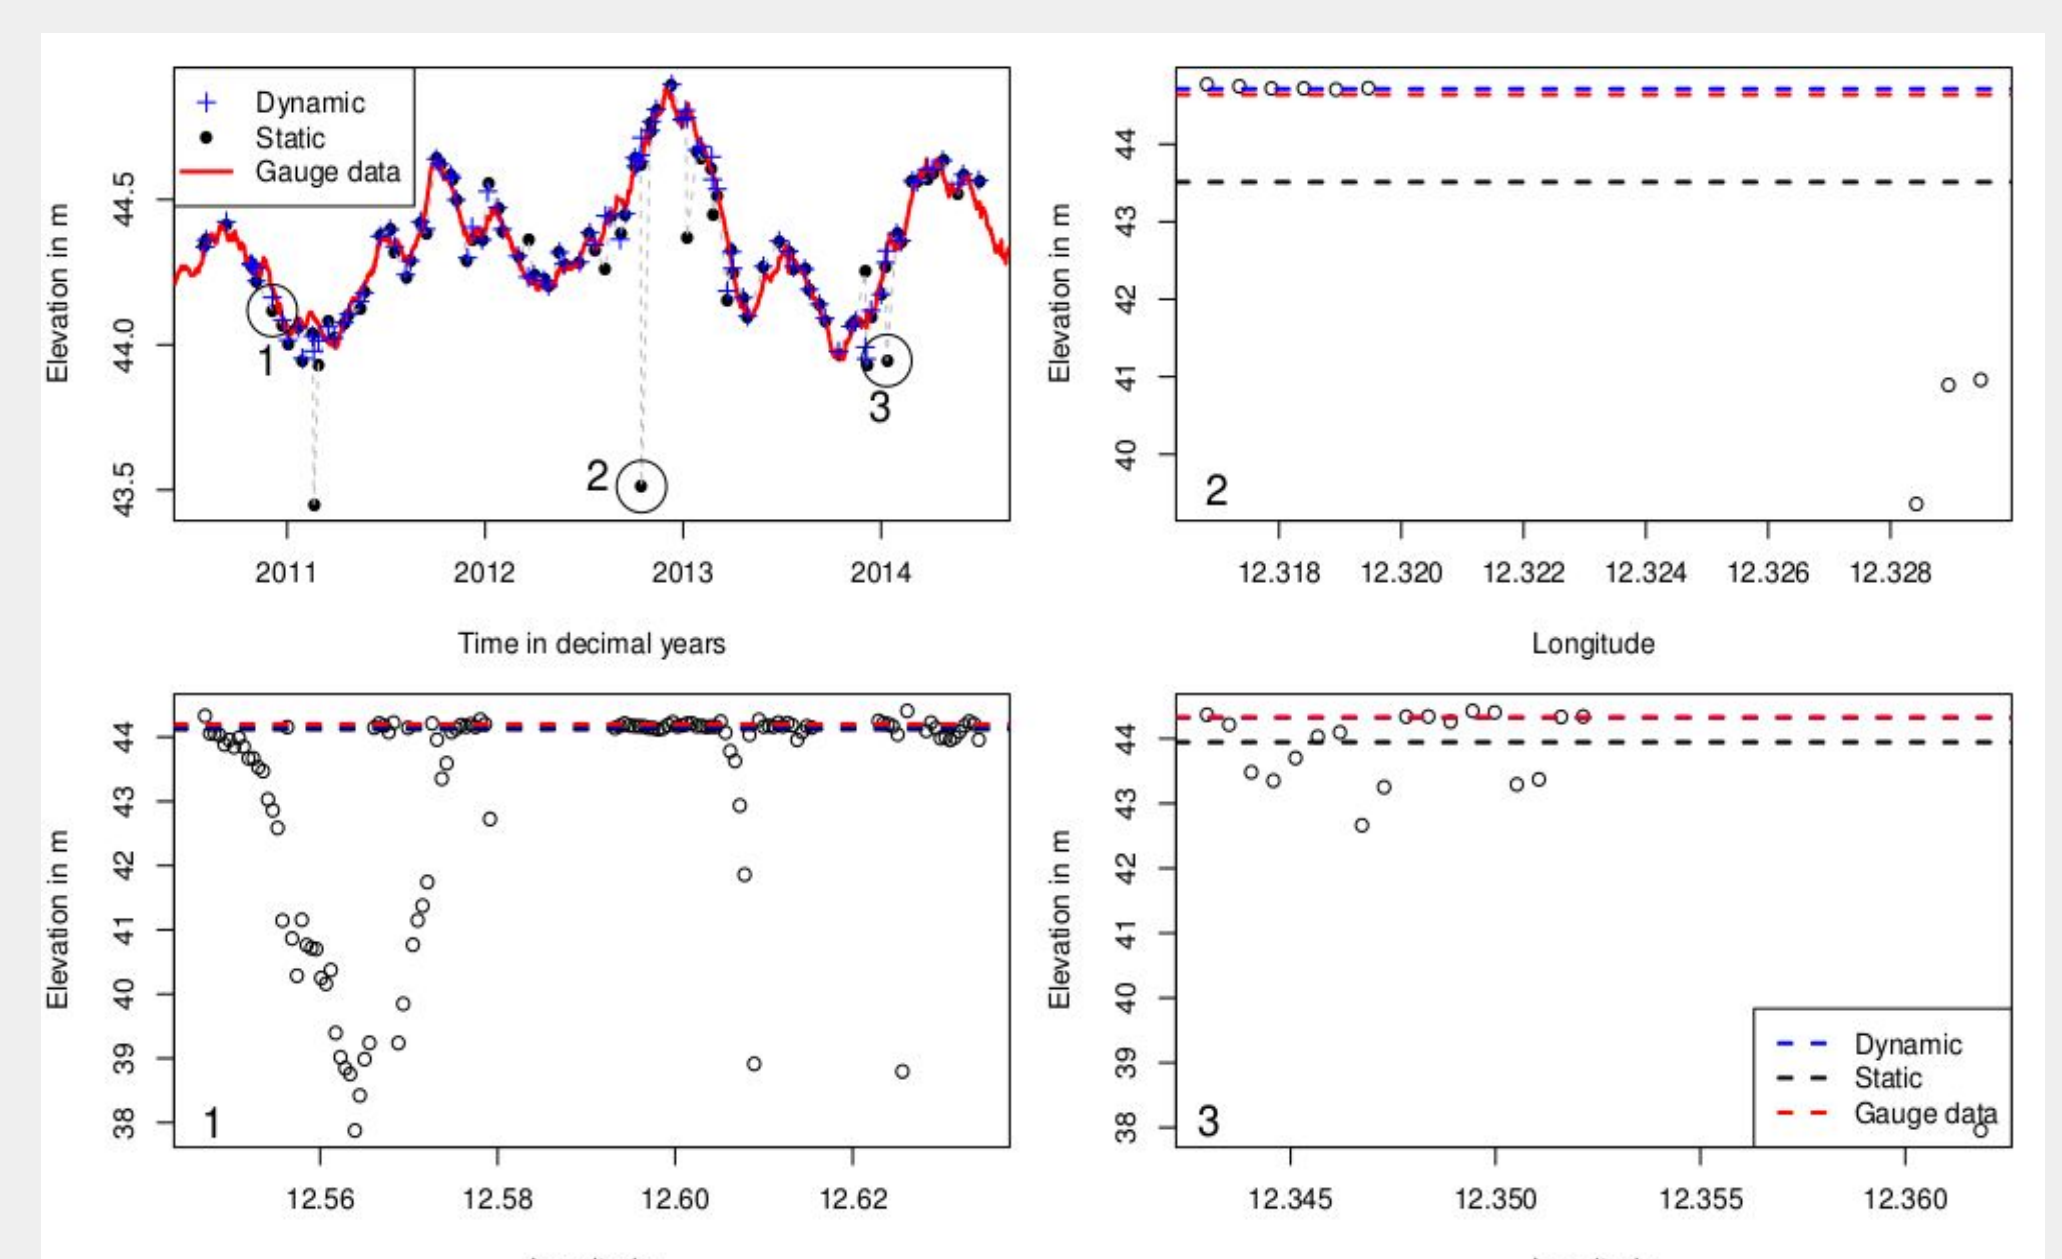 Dynamic
Static
Gauge data
Elevation in m
44.5
44.0
43.5
1
2
3
2011 2012 2013 2014
Time in decimal years
Elevation in m
44
43
42
41
40
2
12.318 12.320 12.322 12.324 12.326 12.328
Longitude
Elevation in m
44
43
42
41
40
39
38
1
12.56 12.58 12.60 12.62
Elevation in m
44
43
42
41
40
39
38
3
Dynamic
Static
Gauge data
12.345 12.350 12.355 12.360